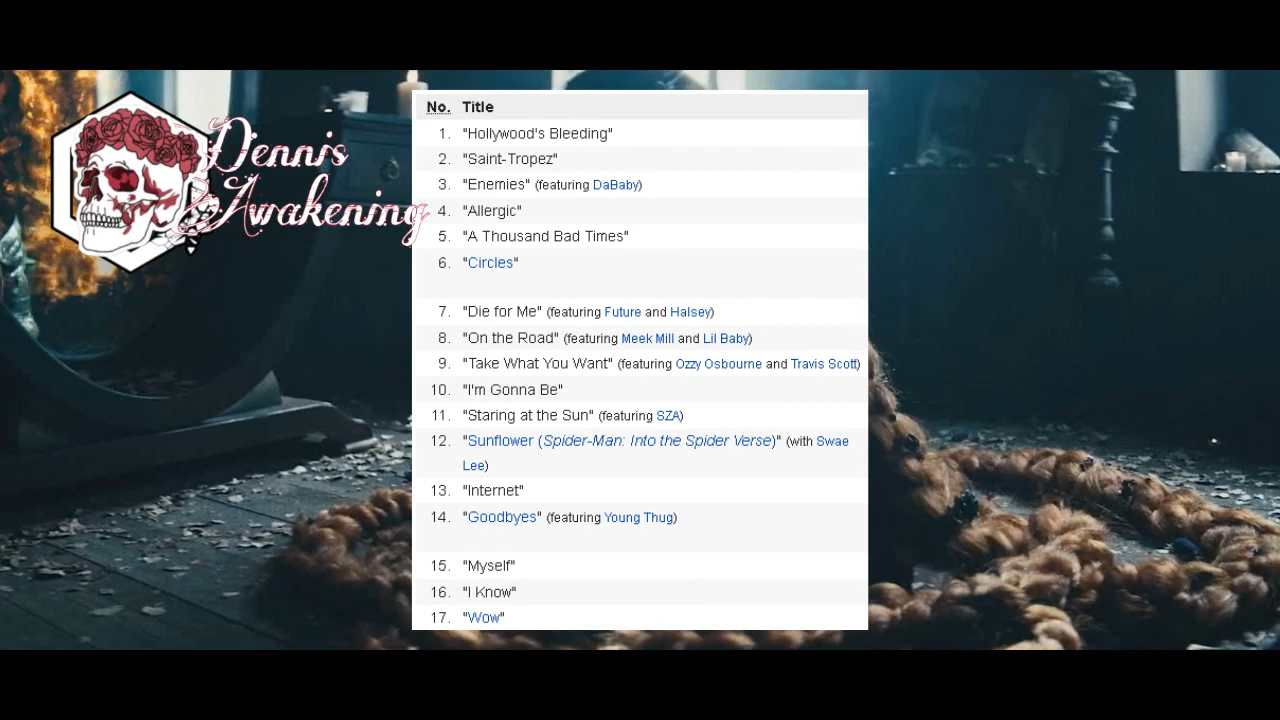 Dennis
Awakening
No. Title
1. "Hollywood's Bleeding"
2. "Saint-Tropez"
3. "Enemies" (featuring DaBaby)
4. "Allergic"
5. "A Thousand Bad Times"
6. "Circles"
7. "Die for Me" (featuring Future and Halsey)
8. "On the Road" (featuring Meek Mill and Lil Baby)
9. "Take What You Want" (featuring Ozzy Osbourne and Travis Scott)
10. "I'm Gonna Be"
11. "Staring at the Sun" (featuring SZA)
12. "Sunflower (Spider-Man: Into the Spider Verse)" (with Swae
Lee)
13. "Internet"
14. "Goodbyes" (featuring Young Thug)
15. "Myself"
16. "I Know"
17. "Wow"